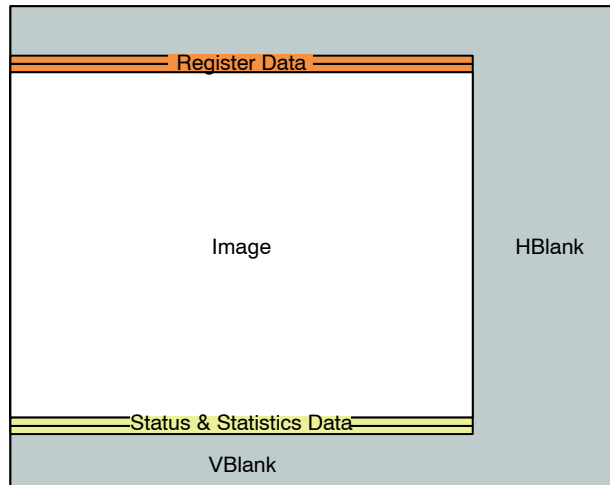 Register Data
Image
HBlank
Status & Statistics Data
VBlank